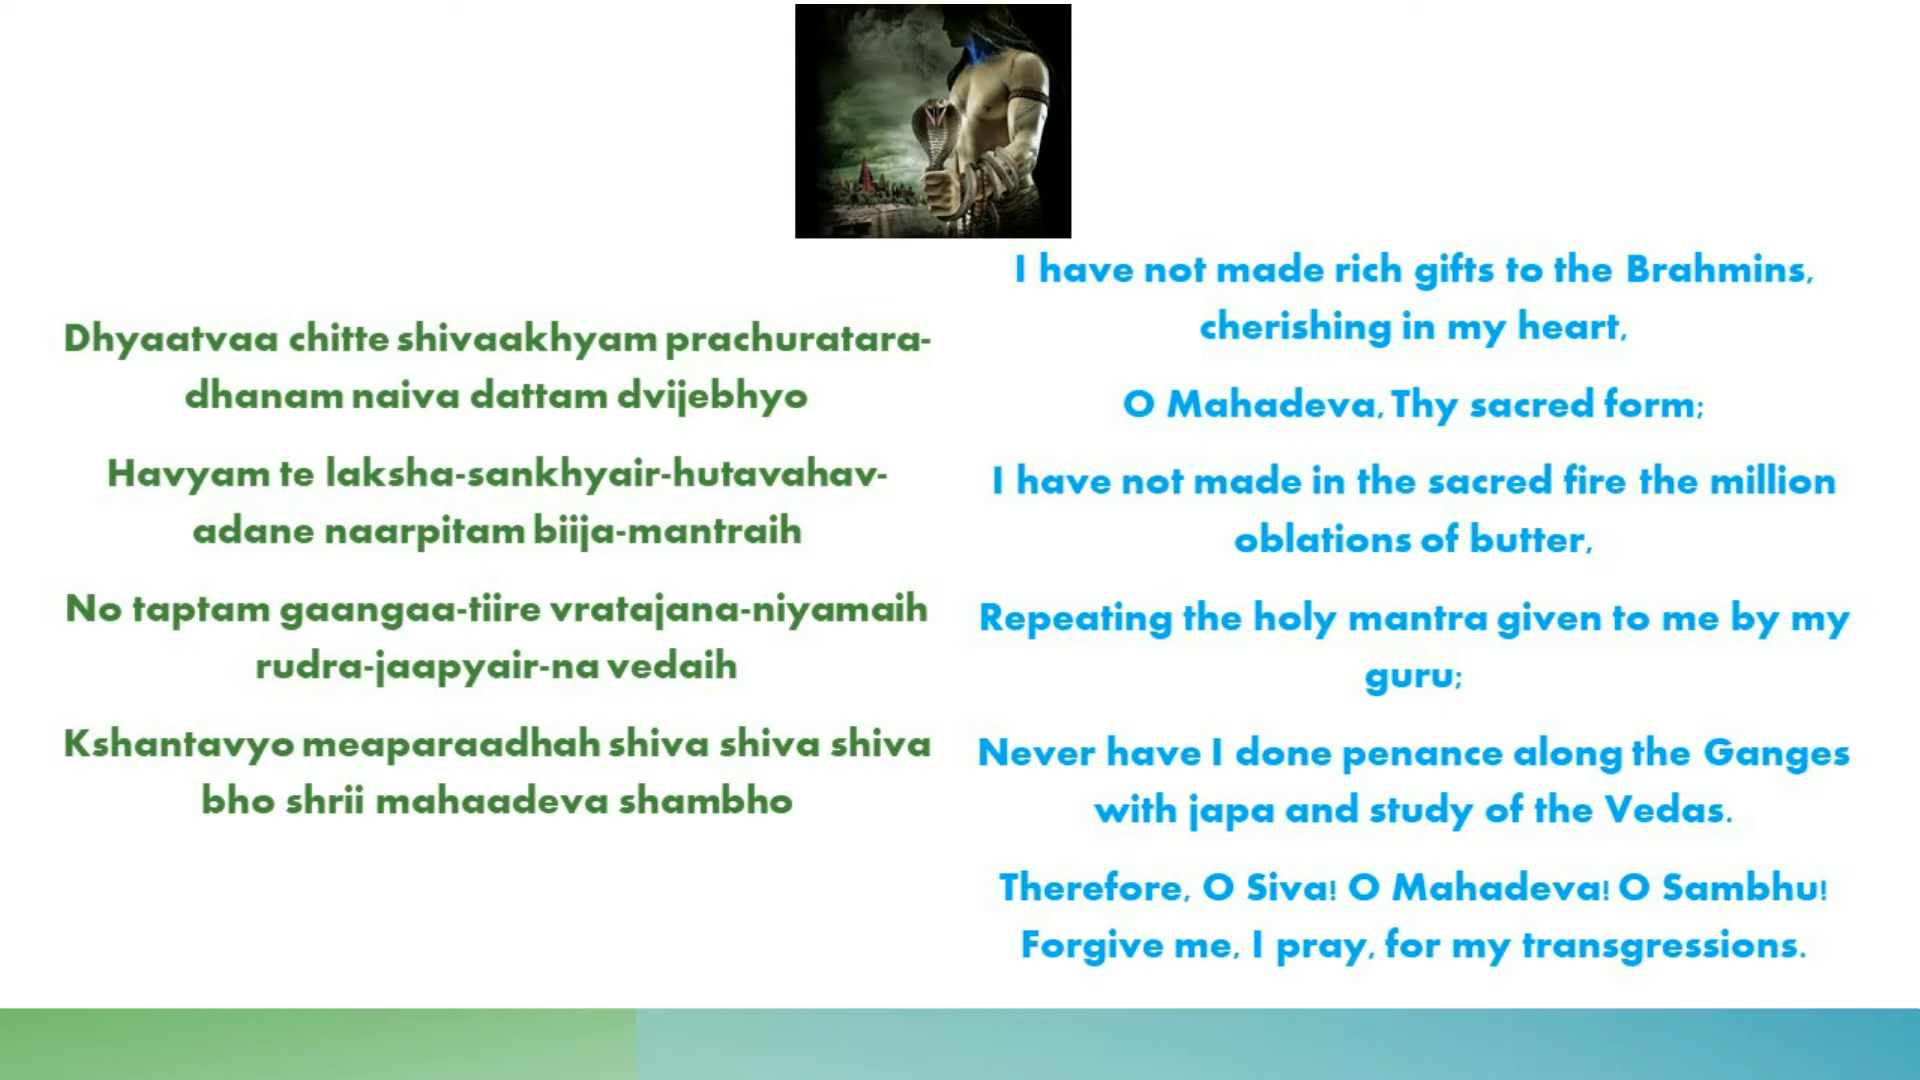 Dhyaatvaa chitte shivaakhyam prachuratara-
dhanam naiva dattam dvijebhyo
Havyam te laksha-sankhyair-hutavahav-
adane naarpitam biija-mantraih
No taptam gaangaa-tiire vratajana-niyamaih
rudra-jaapyair-na vedaih
Kshantavyo meaparaadhah shiva shiva shiva
bho shrii mahaadeva shambho
I have not made rich gifts to the Brahmins,
cherishing in my heart,
O Mahadeva, Thy sacred form;
I have not made in the sacred fire the million
oblations of butter,
Repeating the holy mantra given to me by my
guru;
Never have I done penance along the Ganges
with japa and study of the Vedas.
Therefore, O Siva! O Mahadeva! O Sambhu!
Forgive me, I pray, for my transgressions.